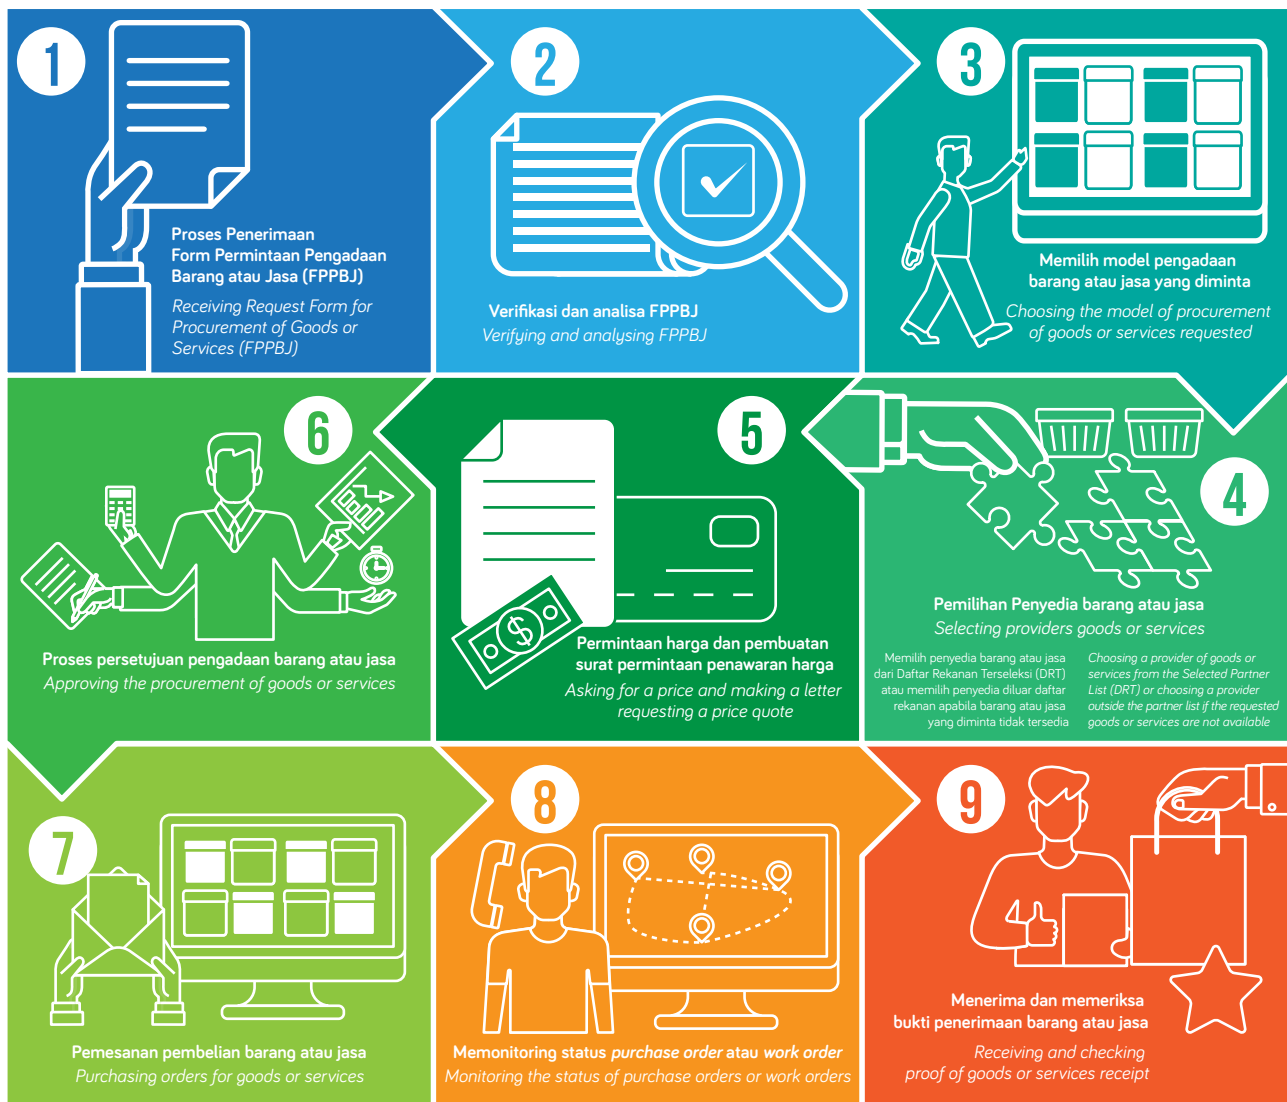 1
Proses Penerimaan
Form Permintaan Pengadaan
Barang atau Jasa (FPPBJ)
Receiving Request Form for
Procurement of Goods or
Services (FPPBJ)
2
Verifikasi dan analisa FPPBJ
Verifying and analysing FPPBJ
3
Memilih model pengadaan
barang atau jasa yang diminta
Choosing the model of procurement
of goods or services requested
4
Pemilihan Penyedia barang atau jasa
Selecting providers goods or services
Memilih penyedia barang atau jasa
dari Daftar Rekanan Terseleksi (DRT)
atau memilih penyedia diluar daftar
rekanan apabila barang atau jasa
yang diminta tidak tersedia
Choosing a provider of goods or
services from the Selected Partner
List (DRT) or choosing a provider
outside the partner list if the requested
goods or services are not available
5
$
Permintaan harga dan pembuatan
surat permintaan penawaran harga
Asking for a price and making a letter
requesting a price quote
6
Proses persetujuan pengadaan barang atau jasa
Approving the procurement of goods or services
7
Pemesanan pembelian barang atau jasa
Purchasing orders for goods or services
8
Memonitoring status purchase order atau work order
Monitoring the status of purchase orders or work orders
9
Menerima dan memeriksa
bukti penerimaan barang atau jasa
Receiving and checking
proof of goods or services receipt